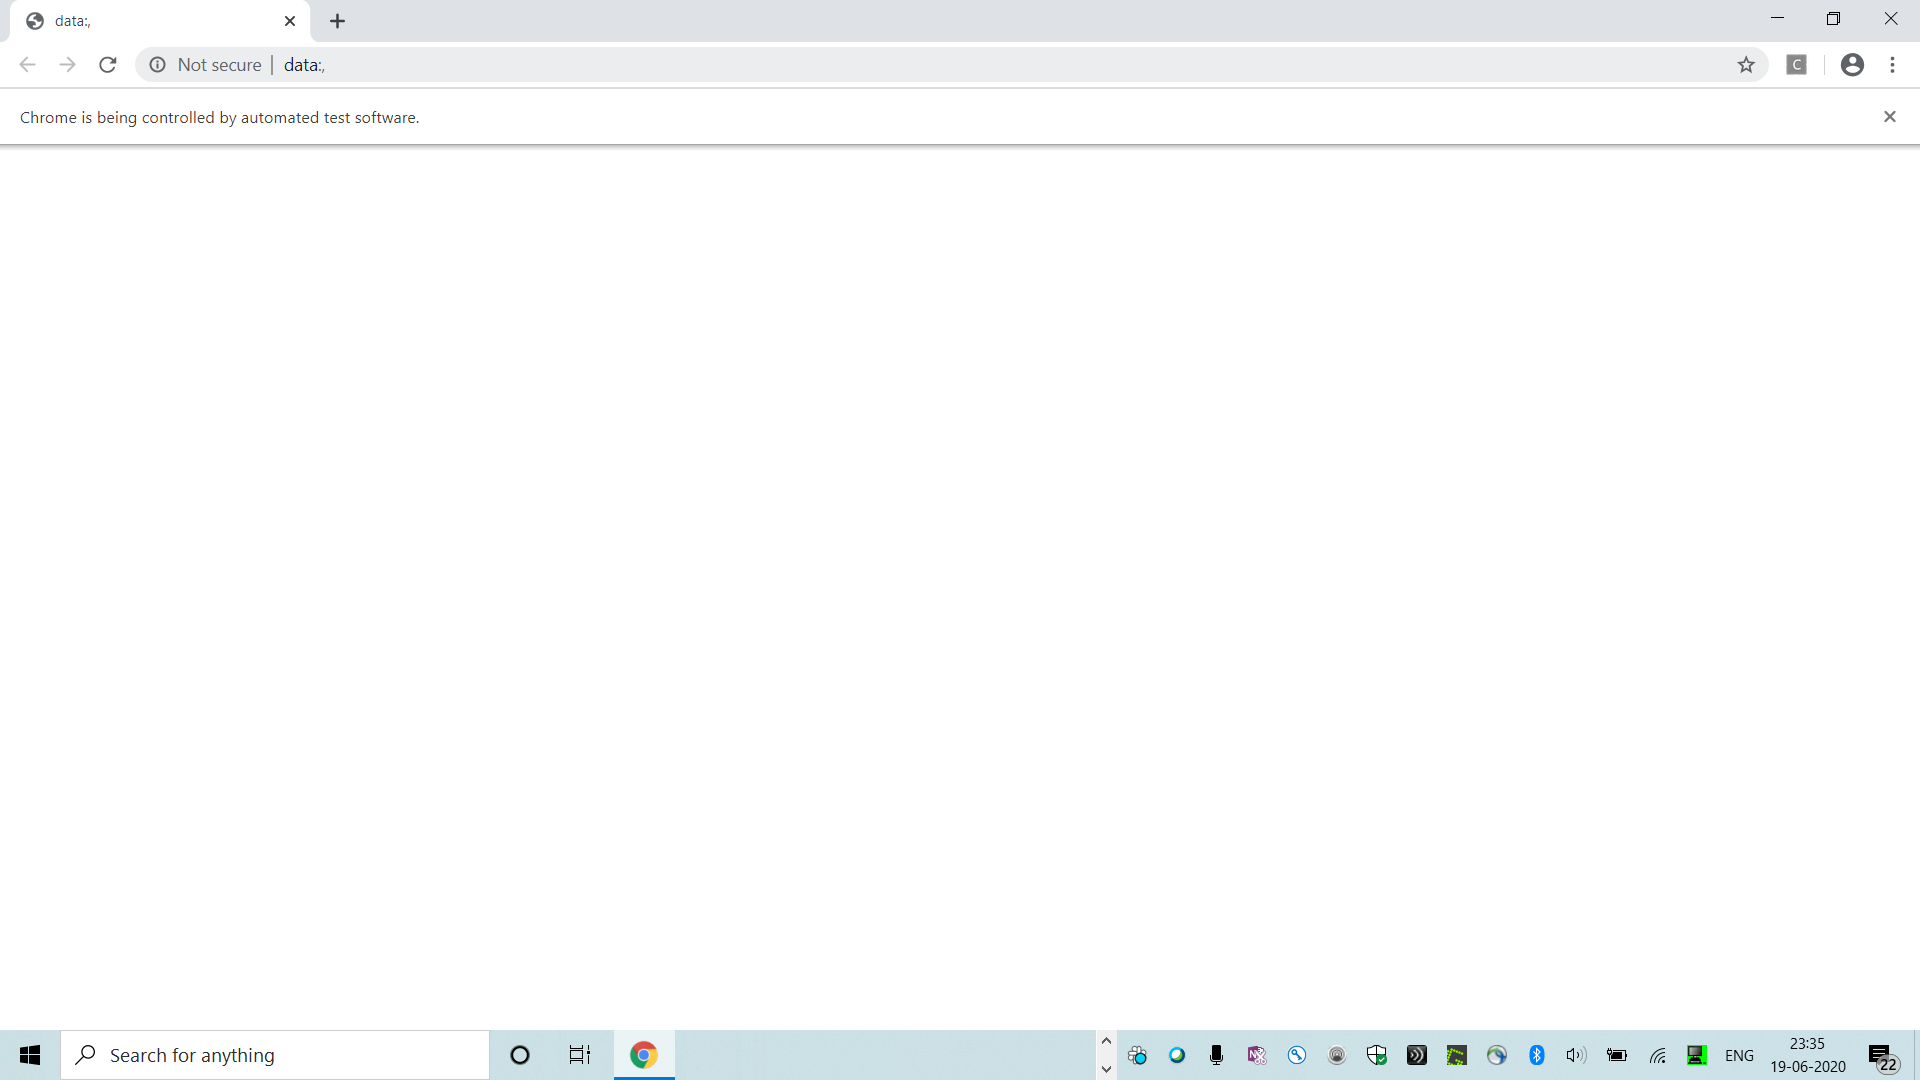 data:,
Not secure | data:,
C
Chrome is being controlled by automated test software.
Search for anything
ENG
23:35
19-06-2020
22